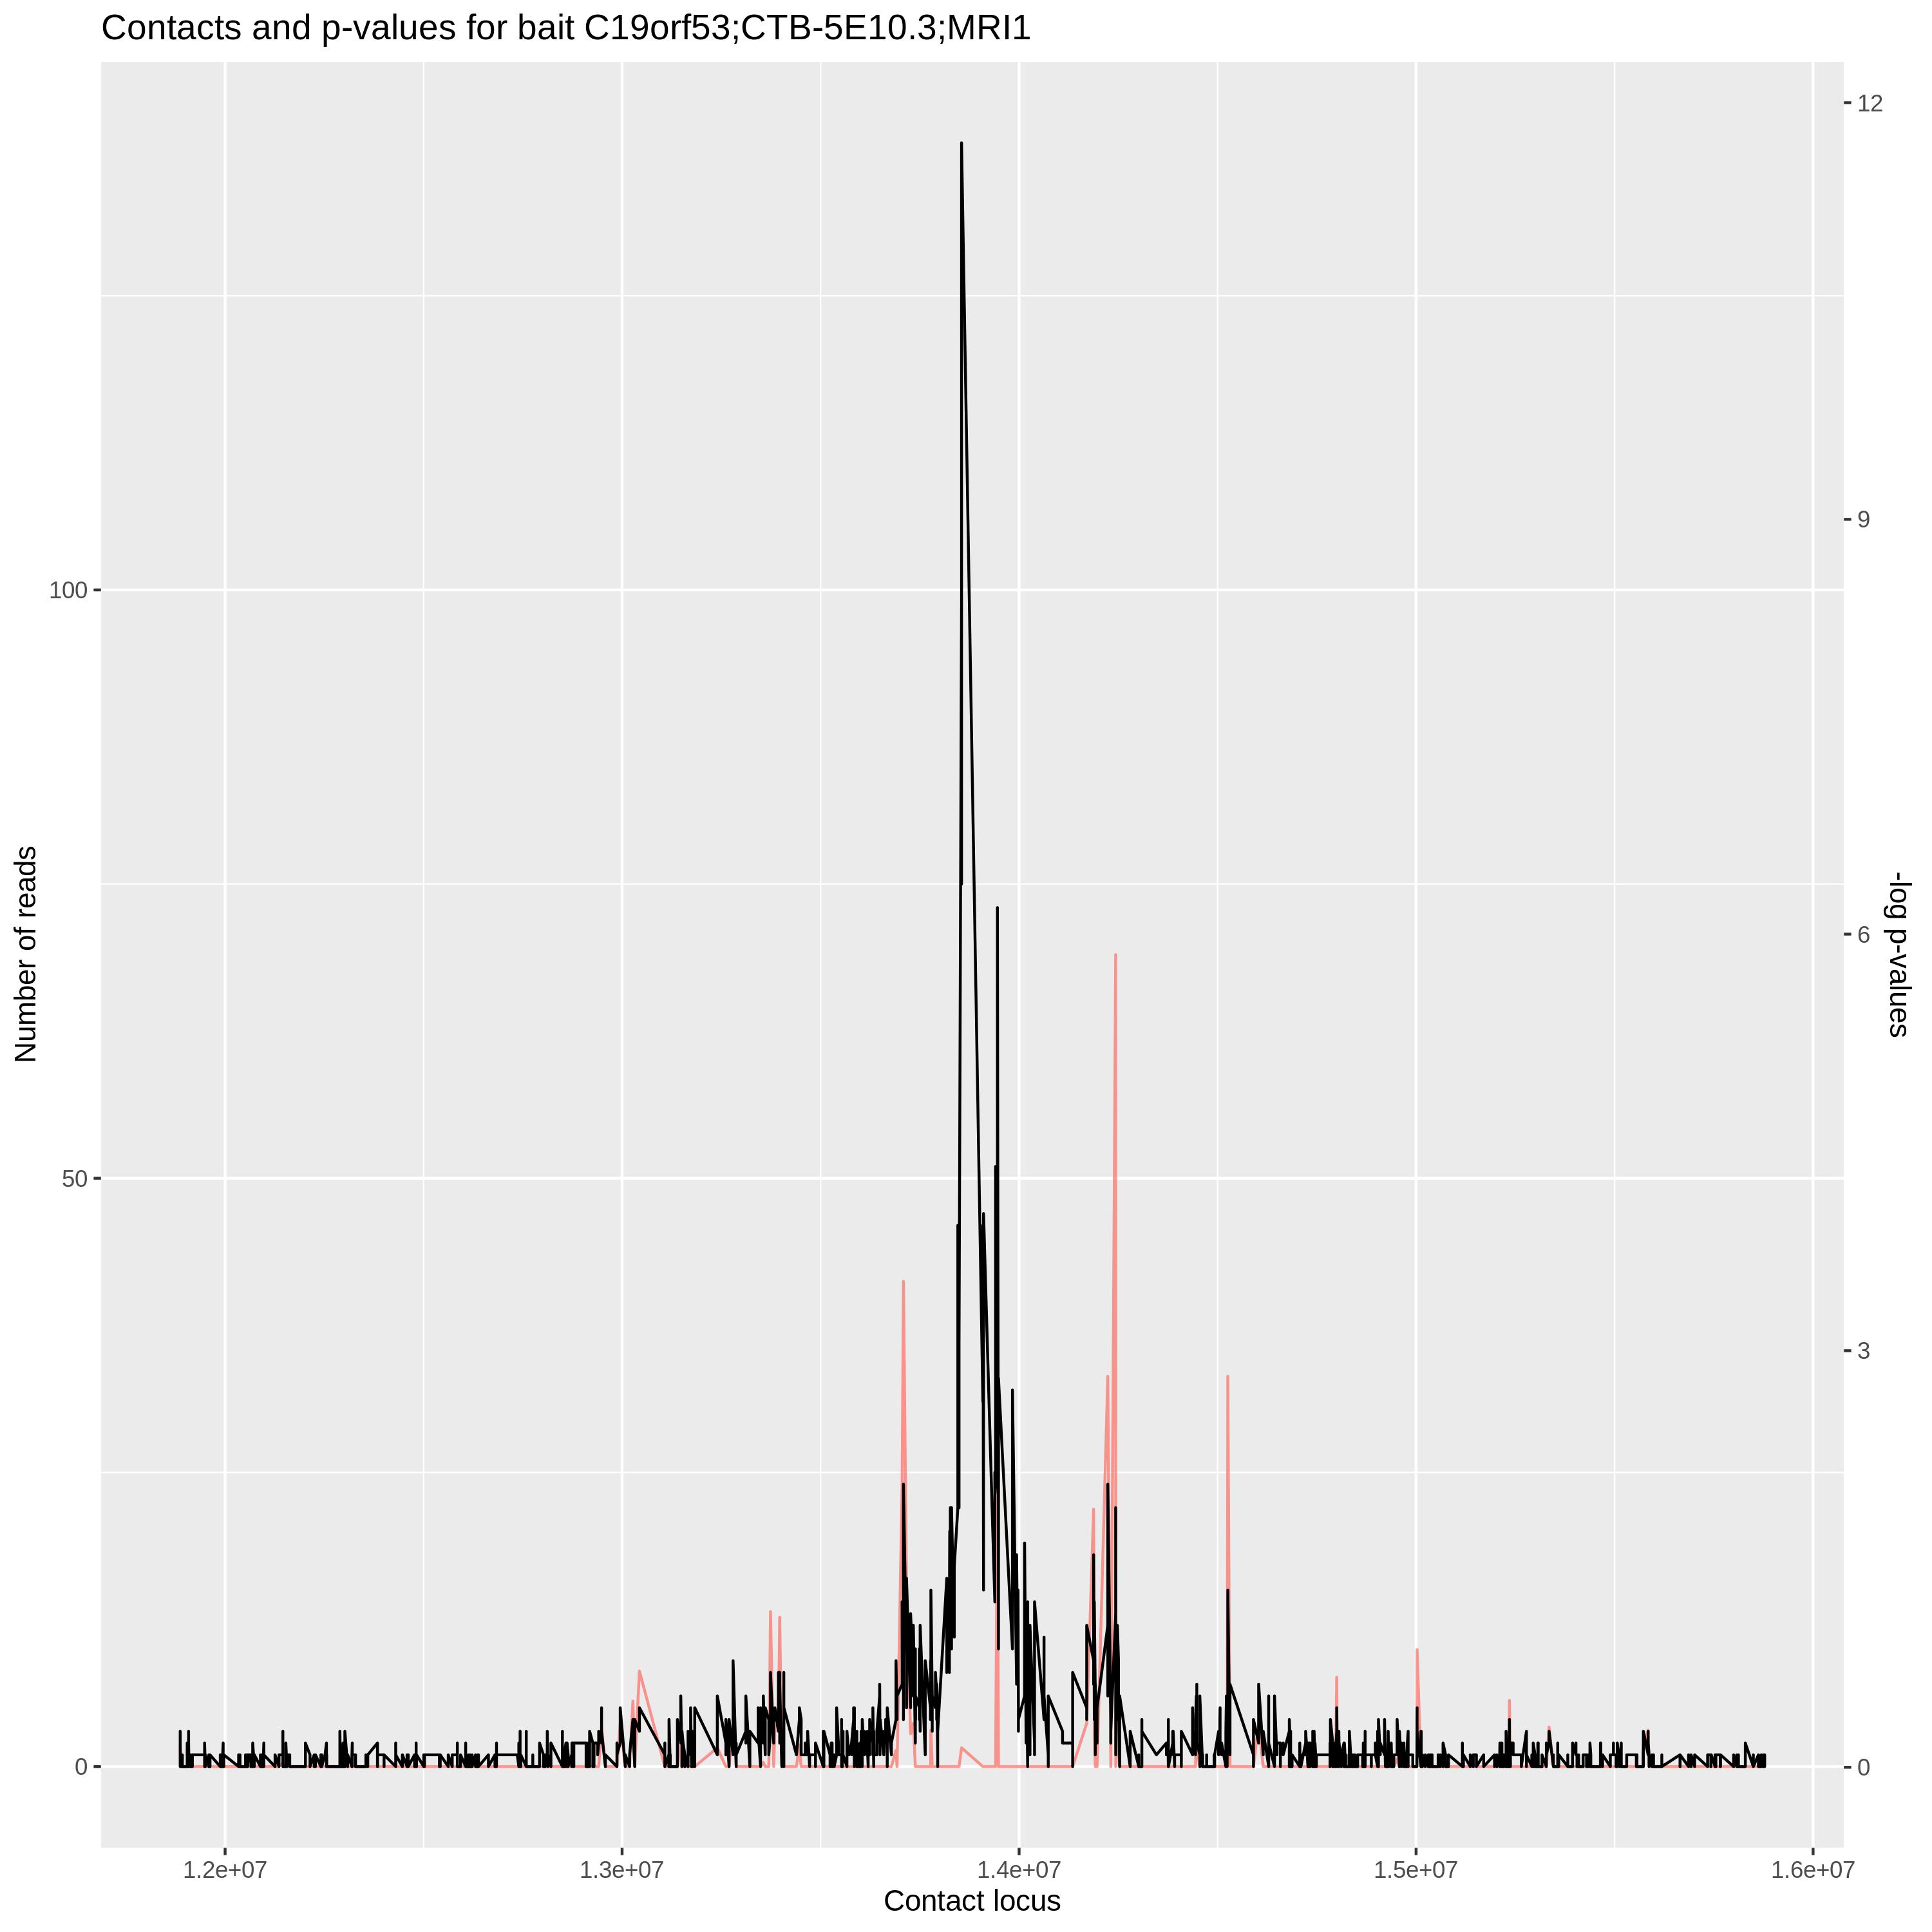 Contacts and p-values for bait C19orf53;CTB-5E10.3;MRI1
12
9
100
6
Number of reads
-log p-values
50
3
0
0
1.2e+07
1.3e+07
1.4e+07
1.5e+07
1.6e+07
Contact locus